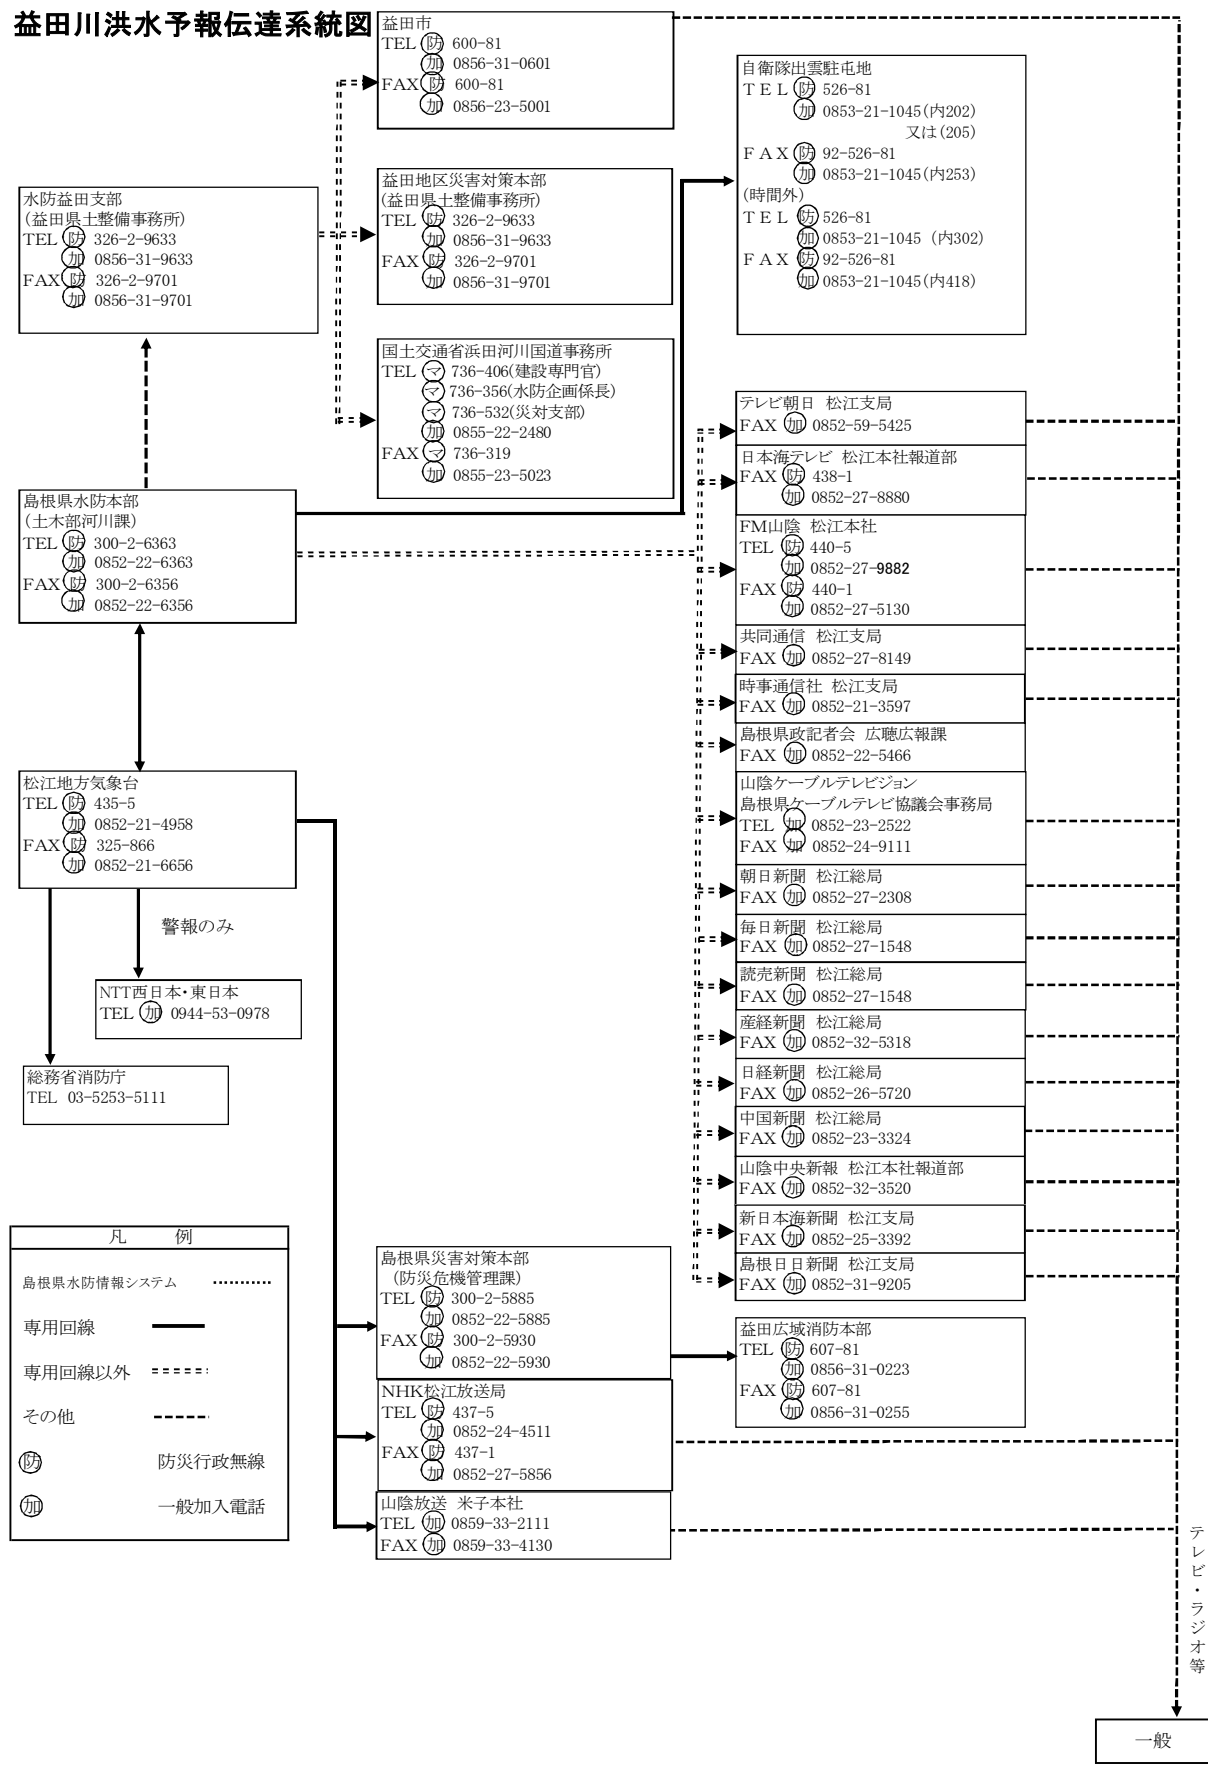 益田川洪水予報伝達系統図
益田市
TEL 防 600-81
加 0856-31-0601
FAX 防 600-81
加 0856-23-5001
自衛隊出雲駐屯地
TEL 防 526-81
加 0853-21-1045(内202)
又は(205)
FAX 防 92-526-81
加 0853-21-1045(内253)
(時間外)
TEL 防 526-81
加 0853-21-1045 (内302)
FAX 防 92-526-81
加 0853-21-1045(内418)
水防益田支部
(益田県土整備事務所)
TEL 防 326-2-9633
加 0856-31-9633
FAX 防 326-2-9701
加 0856-31-9701
益田地区災害対策本部
(益田県土整備事務所)
TEL 防 326-2-9633
加 0856-31-9633
FAX 防 326-2-9701
加 0856-31-9701
国土交通省浜田河川国道事務所
TEL マ 736-406(建設専門官)
マ 736-356(水防企画係長)
マ 736-532(災対支部)
加 0855-22-2480
FAX マ 736-319
加 0855-23-5023
島根県水防本部
(土木部河川課)
TEL 防 300-2-6363
加 0852-22-6363
FAX 防 300-2-6356
加 0852-22-6356
テレビ朝日 松江支局
FAX 加 0852-59-5425
日本海テレビ 松江本社報道部
FAX 防 438-1
加 0852-27-8880
FM山陰 松江本社
TEL 防 440-5
加 0852-27-9882
FAX 防 440-1
加 0852-27-5130
共同通信 松江支局
FAX 加 0852-27-8149
時事通信社 松江支局
FAX 加 0852-21-3597
島根県政記者会 広聴広報課
FAX 加 0852-22-5466
山陰ケーブルテレビジョン
島根県ケーブルテレビ協議会事務局
TEL 加 0852-23-2522
FAX 加 0852-24-9111
朝日新聞 松江総局
FAX 加 0852-27-2308
毎日新聞 松江総局
FAX 加 0852-27-1548
読売新聞 松江総局
FAX 加 0852-27-1548
産経新聞 松江総局
FAX 加 0852-32-5318
日経新聞 松江総局
FAX 加 0852-26-5720
中国新聞 松江総局
FAX 加 0852-23-3324
山陰中央新報 松江本社報道部
FAX 加 0852-32-3520
新日本海新聞 松江支局
FAX 加 0852-25-3392
島根日日新聞 松江支局
FAX 加 0852-31-9205
松江地方気象台
TEL 防 435-5
加 0852-21-4958
FAX 防 325-866
加 0852-21-6656
警報のみ
NTT西日本・東日本
TEL 加 0944-53-0978
総務省消防庁
TEL 03-5253-5111
凡 例
島根県水防情報システム
専用回線
専用回線以外
その他
防 防災行政無線
加 一般加入電話
島根県災害対策本部
(防災危機管理課)
TEL 防 300-2-5885
加 0852-22-5885
FAX 防 300-2-5930
加 0852-22-5930
益田広域消防本部
TEL 防 607-81
加 0856-31-0223
FAX 防 607-81
加 0856-31-0255
NHK松江放送局
TEL 防 437-5
加 0852-24-4511
FAX 防 437-1
加 0852-27-5856
山陰放送 米子本社
TEL 加 0859-33-2111
FAX 加 0859-33-4130
テレビ・ラジオ等
一般